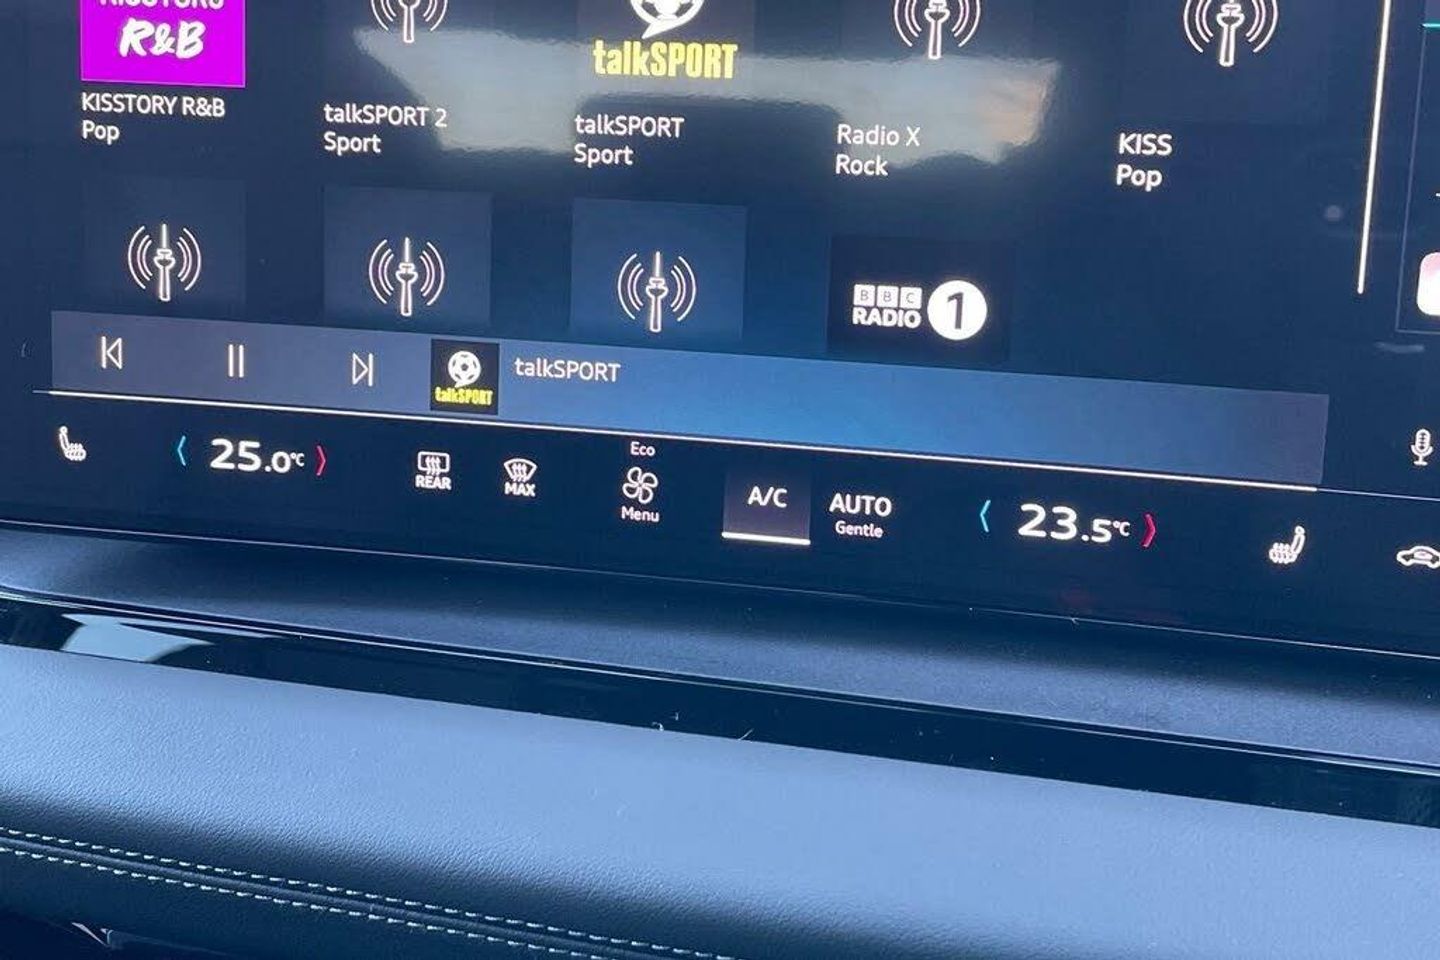 R&B
talkSPORT
KISSTORY R&B
Pop
talkSPORT 2
Sport
talkSPORT
Sport
Radio X
Rock
KISS
Pop
BBC
RADIO 1
talkSPORT
talkSPORT
25.0°C
REAR
MAX
Eco
Menu
A/C
AUTO
Gentle
23.5°C